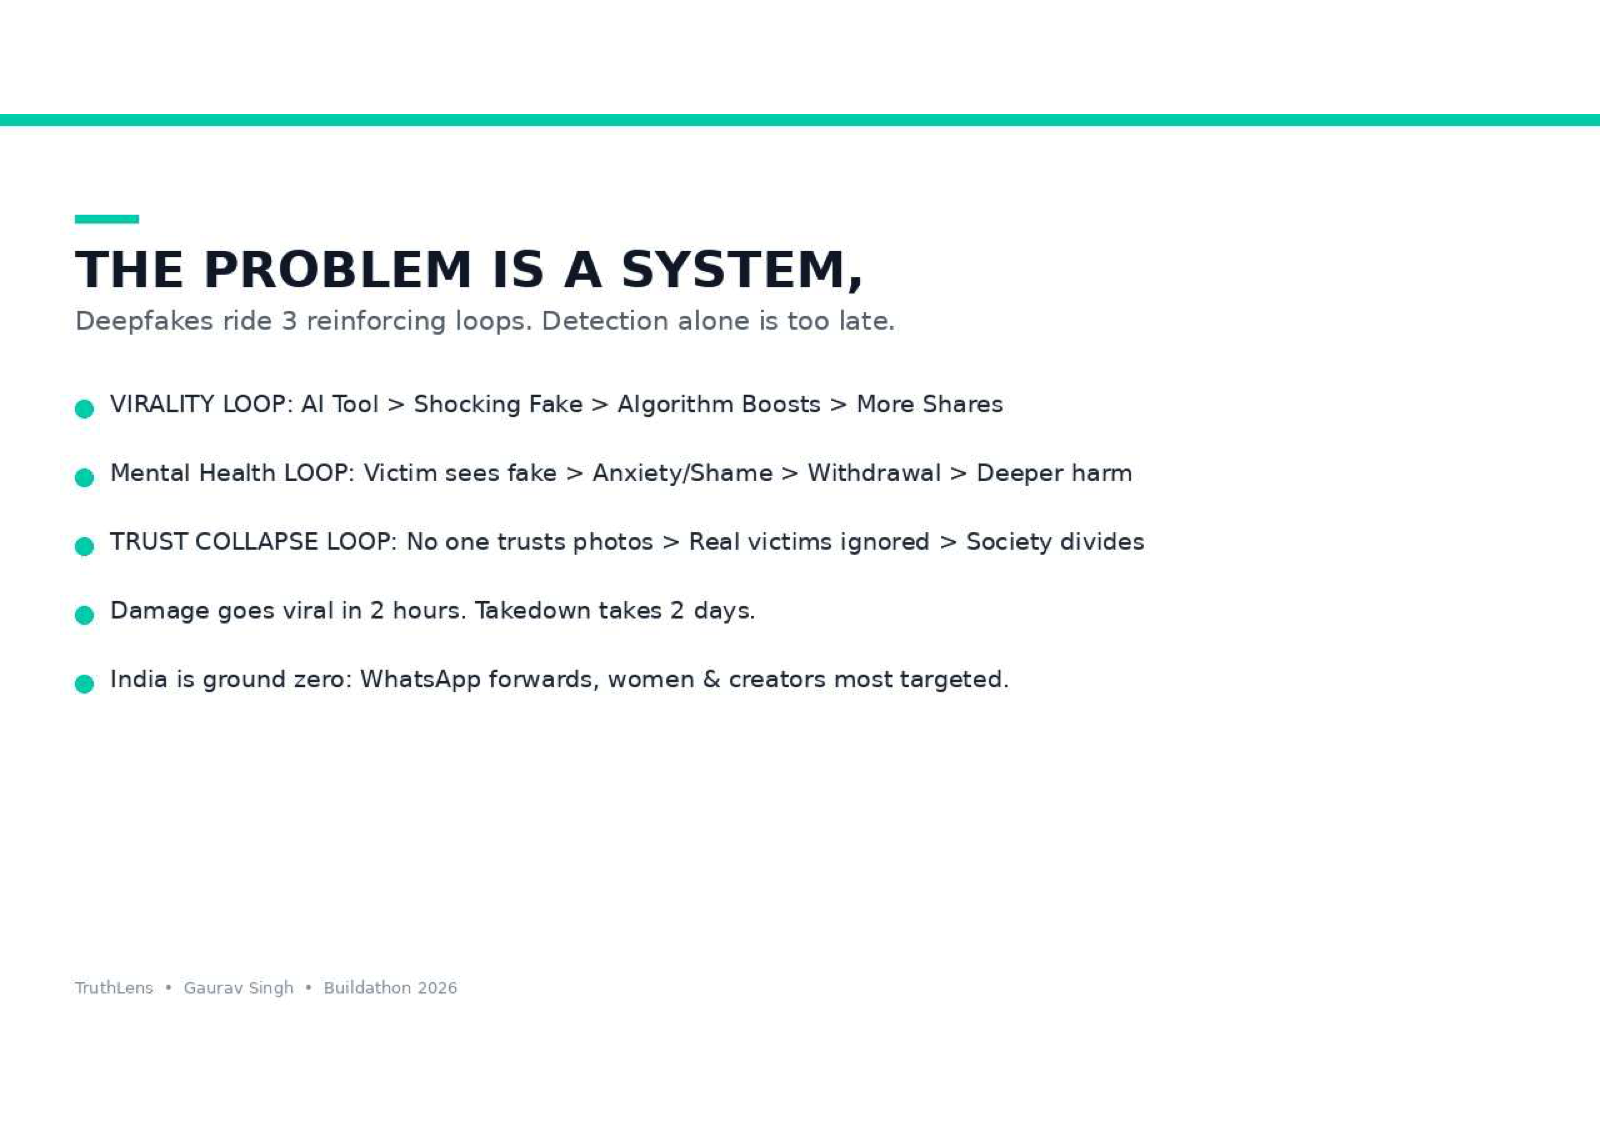 THE PROBLEM IS A SYSTEM,
Deepfakes ride 3 reinforcing loops. Detection alone is too late.
VIRALITY LOOP: AI Tool > Shocking Fake > Algorithm Boosts > More Shares
Mental Health LOOP: Victim sees fake > Anxiety/Shame > Withdrawal > Deeper harm
TRUST COLLAPSE LOOP: No one trusts photos > Real victims ignored > Society divides
Damage goes viral in 2 hours. Takedown takes 2 days.
India is ground zero: WhatsApp forwards, women & creators most targeted.
TruthLens • Gaurav Singh • Buildathon 2026